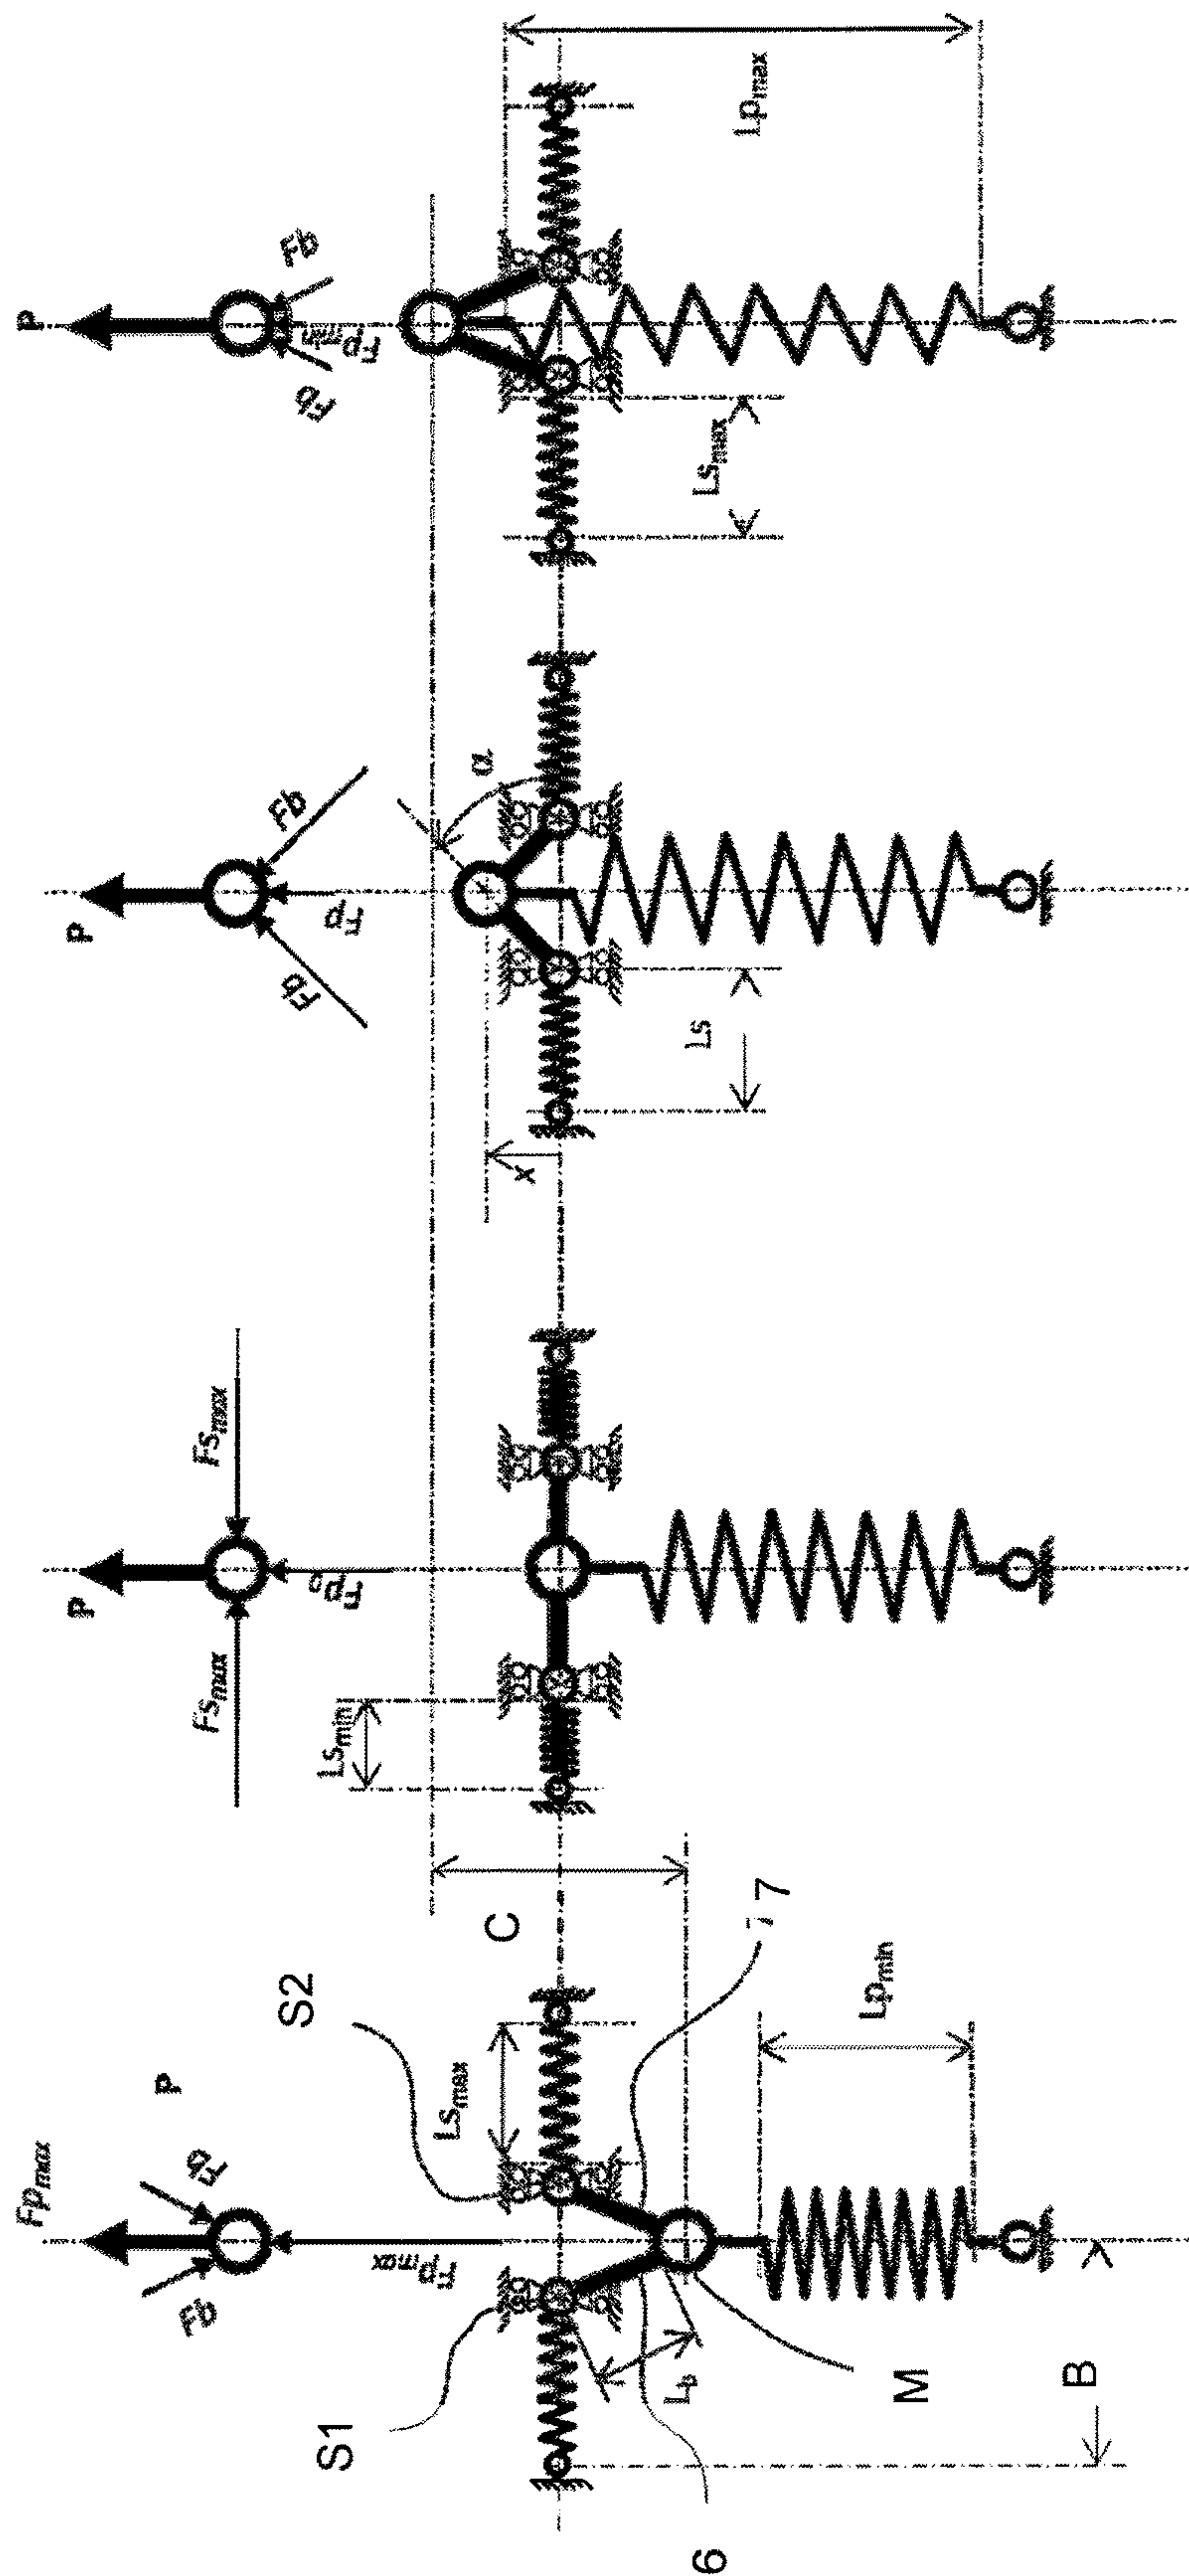 Fp_max
P
Fb
Fb
Fp_max
S1
S2
Ls_max
C
7
Lp_min
M
B
6
P
Fs_max
Fs_max
Fp_0
Ls_min
P
Fb
Fb
Fp
α
x
Ls
P
Fb
Fb
Fp_min
Ls_max
Lp_max